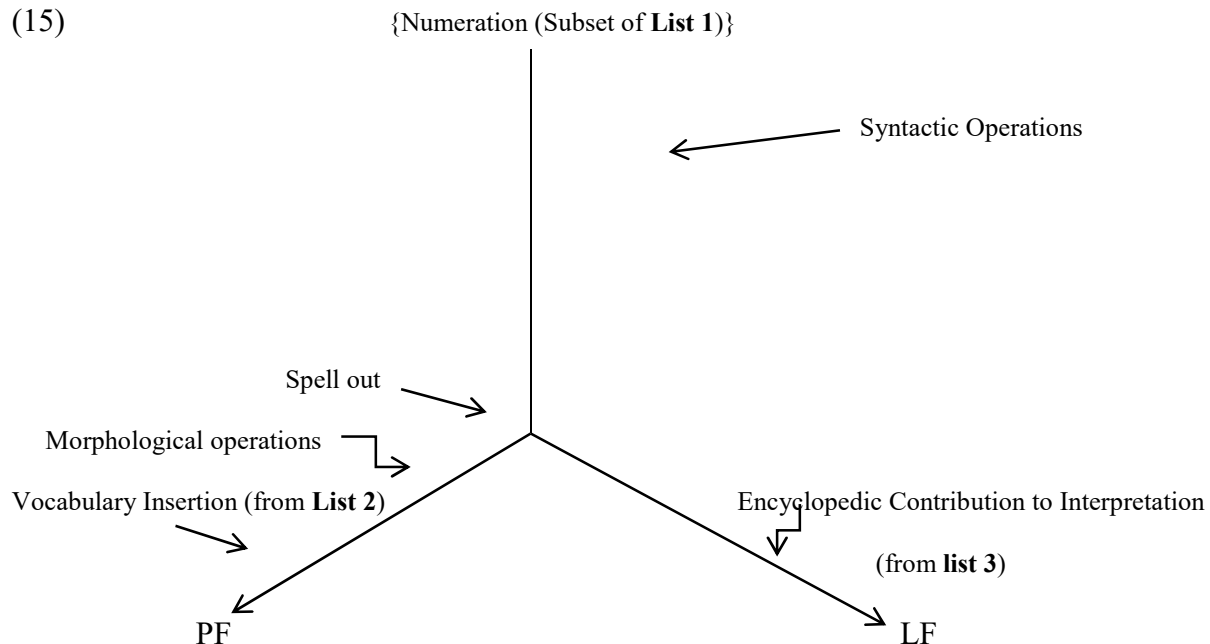 (15) {Numeration (Subset of List 1)}
Syntactic Operations
Spell out
Morphological operations
Vocabulary Insertion (from List 2)
Encyclopedic Contribution to Interpretation
(from list 3)
PF LF